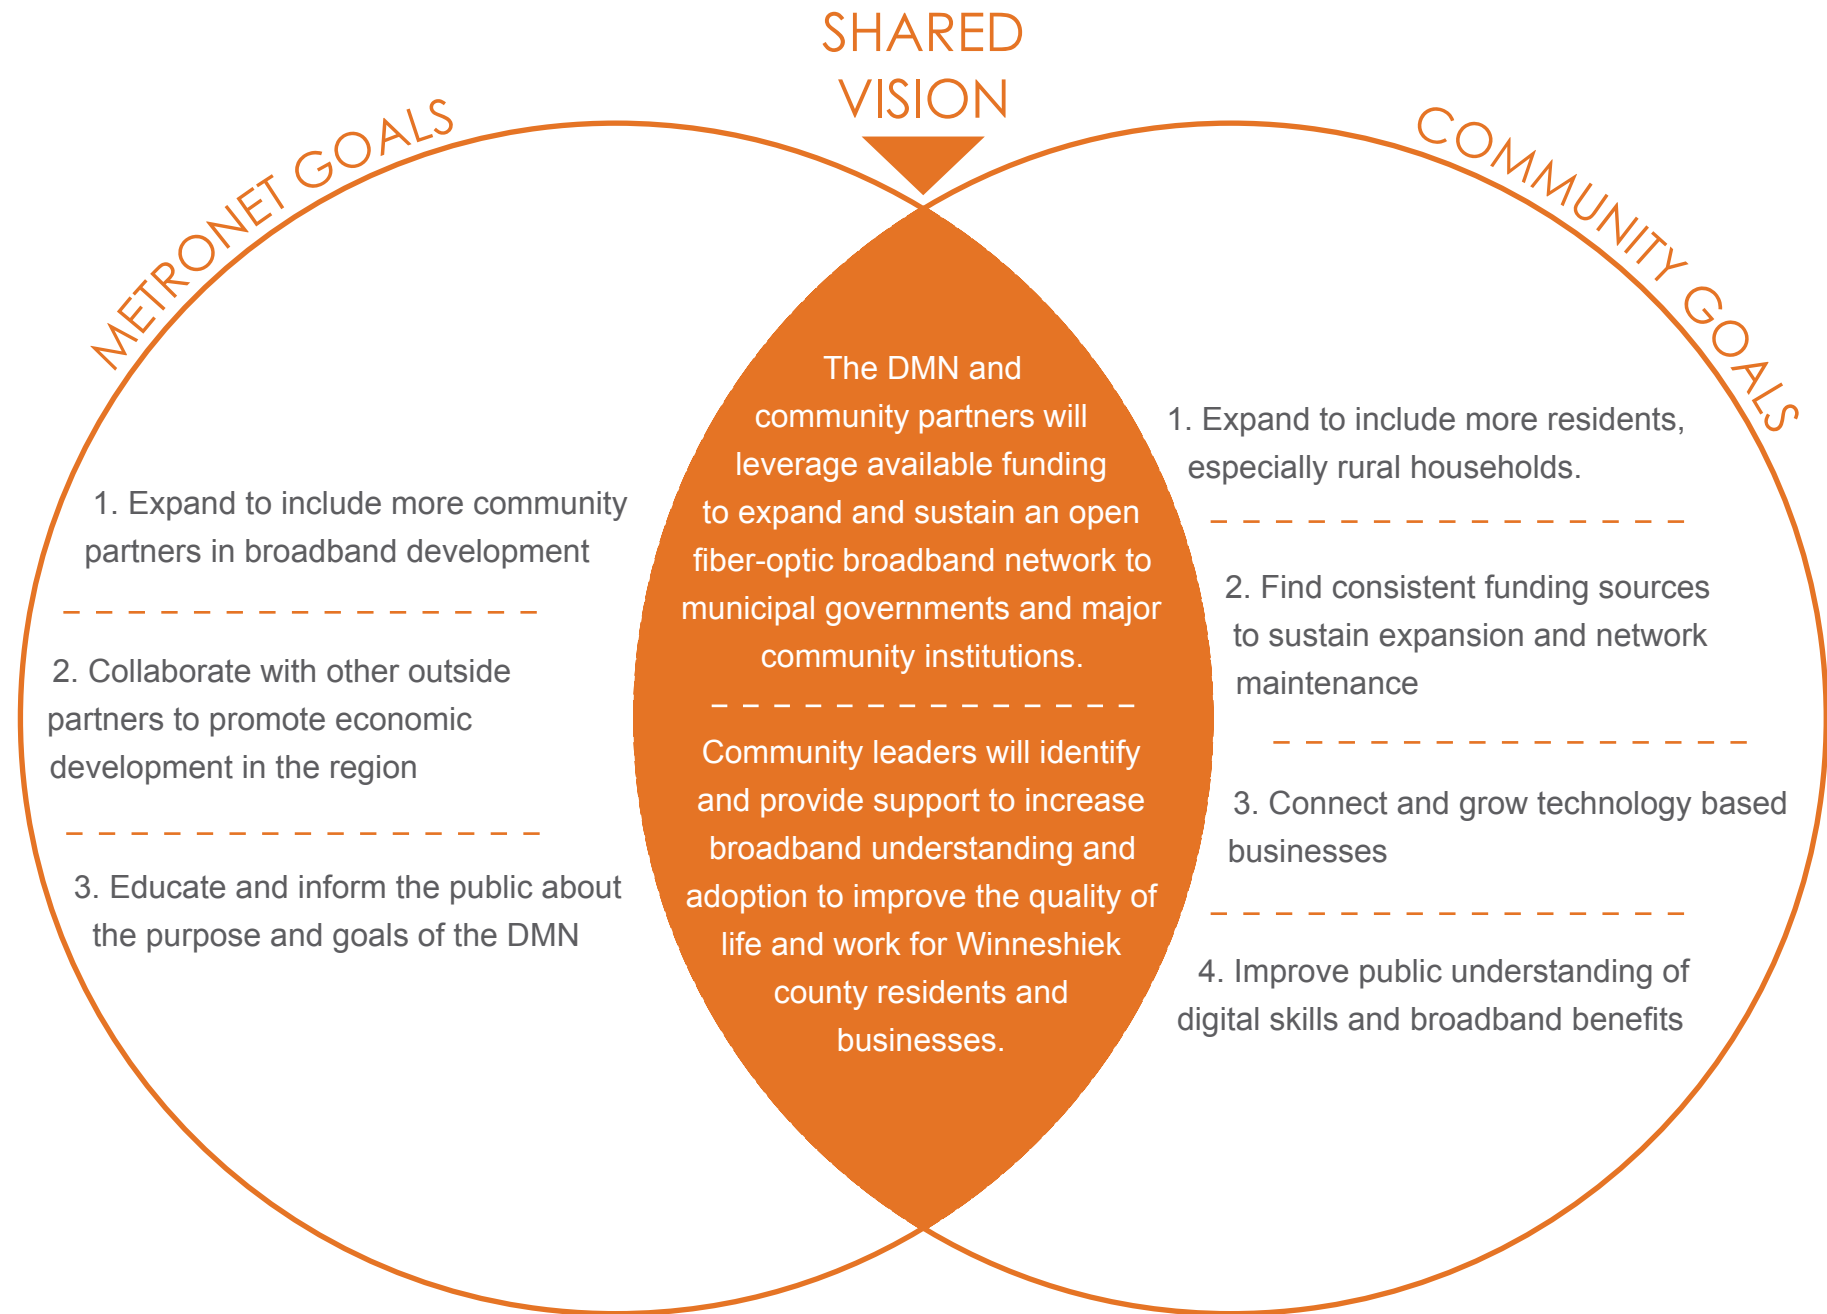 SHARED
VISION
METRONET GOALS
1. Expand to include more community
partners in broadband development
2. Collaborate with other outside
partners to promote economic
development in the region
3. Educate and inform the public about
the purpose and goals of the DMN
The DMN and
community partners will
leverage available funding
to expand and sustain an open
fiber-optic broadband network to
municipal governments and major
community institutions.
Community leaders will identify
and provide support to increase
broadband understanding and
adoption to improve the quality of
life and work for Winneshiek
county residents and
businesses.
COMMUNITY GOALS
1. Expand to include more residents,
especially rural households.
2. Find consistent funding sources
to sustain expansion and network
maintenance
3. Connect and grow technology based
businesses
4. Improve public understanding of
digital skills and broadband benefits